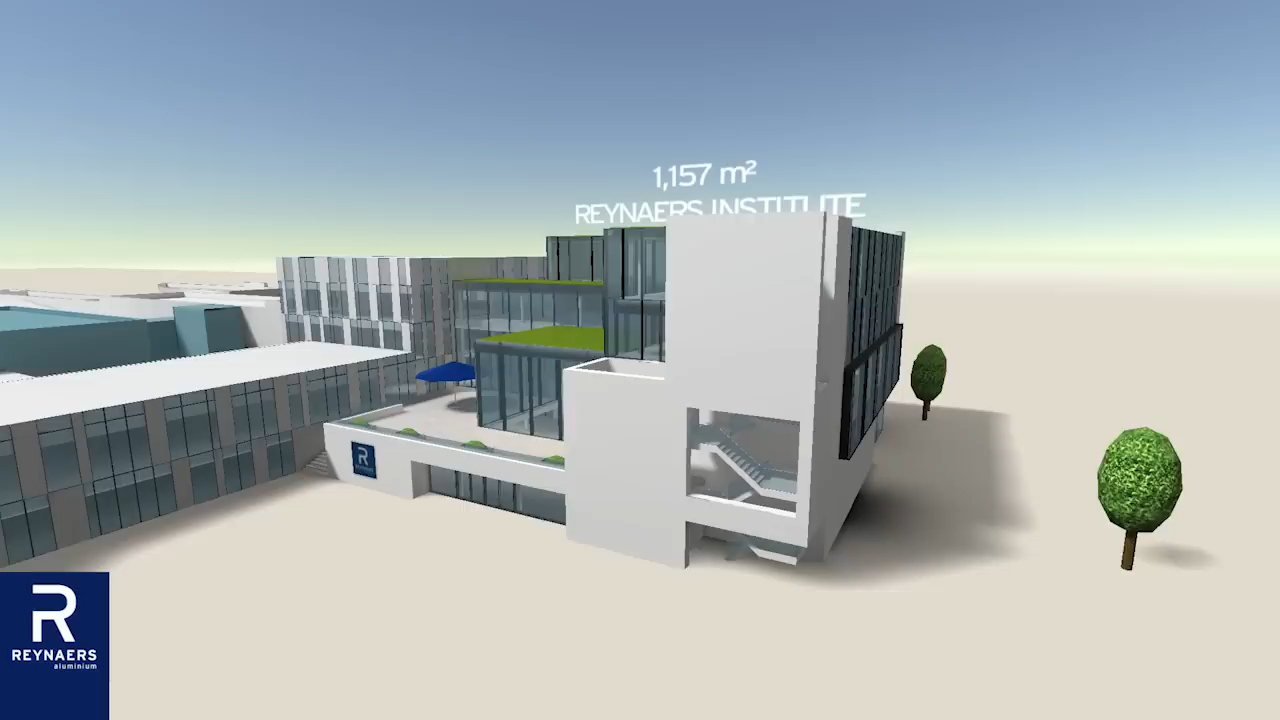 1,157 m²
REYNAERS INSTITUTE
R
R
REYNAERS
aluminium